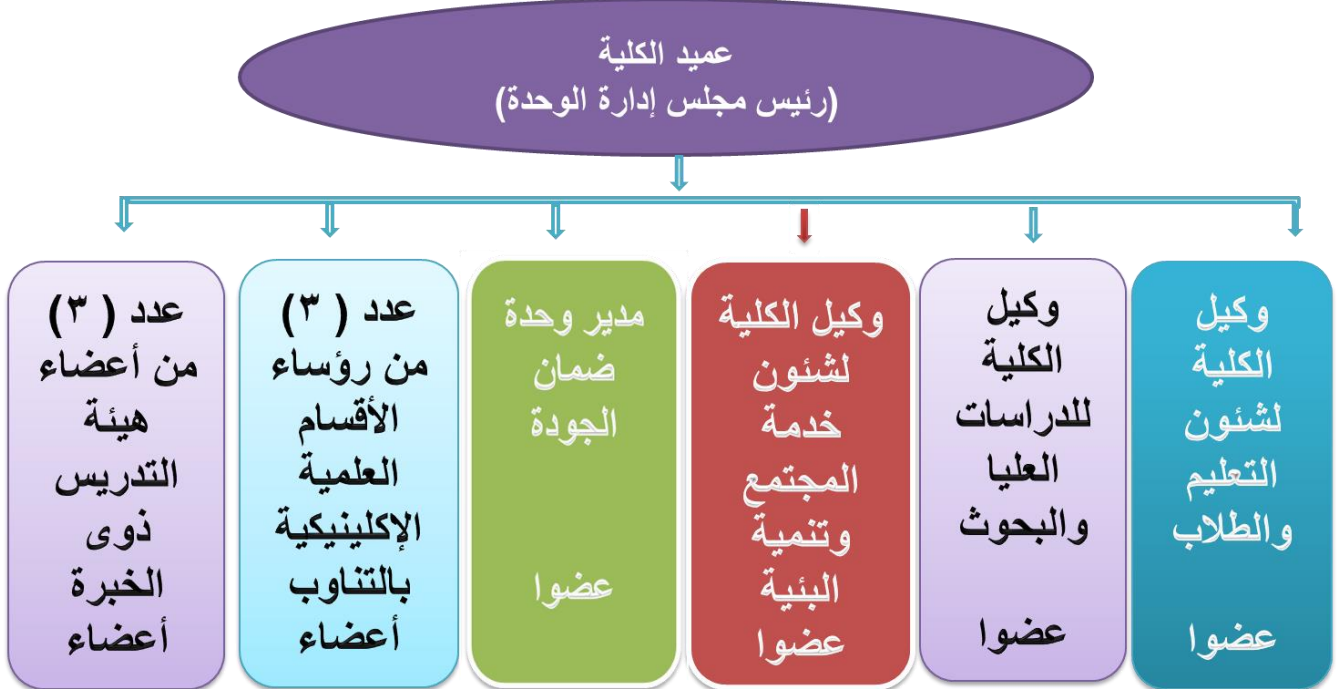 عميد الكلية
(رئيس مجلس إدارة الوحدة)
وكيل
الكلية
لشئون
التعليم
والطلاب
عضوا
وكيل
الكلية
للدراسات
العليا
والبحوث
عضوا
وكيل الكلية
لشئون
خدمة
المجتمع
وتنمية
البئية
عضوا
مدير وحدة
ضمان
الجودة
عضوا
عدد ( ٣)
من رؤساء
الأقسام
العلمية
الإكلينيكية
بالتناوب
أعضاء
عدد ( ٣)
من أعضاء
هيئة
التدريس
ذوى
الخبرة
أعضاء